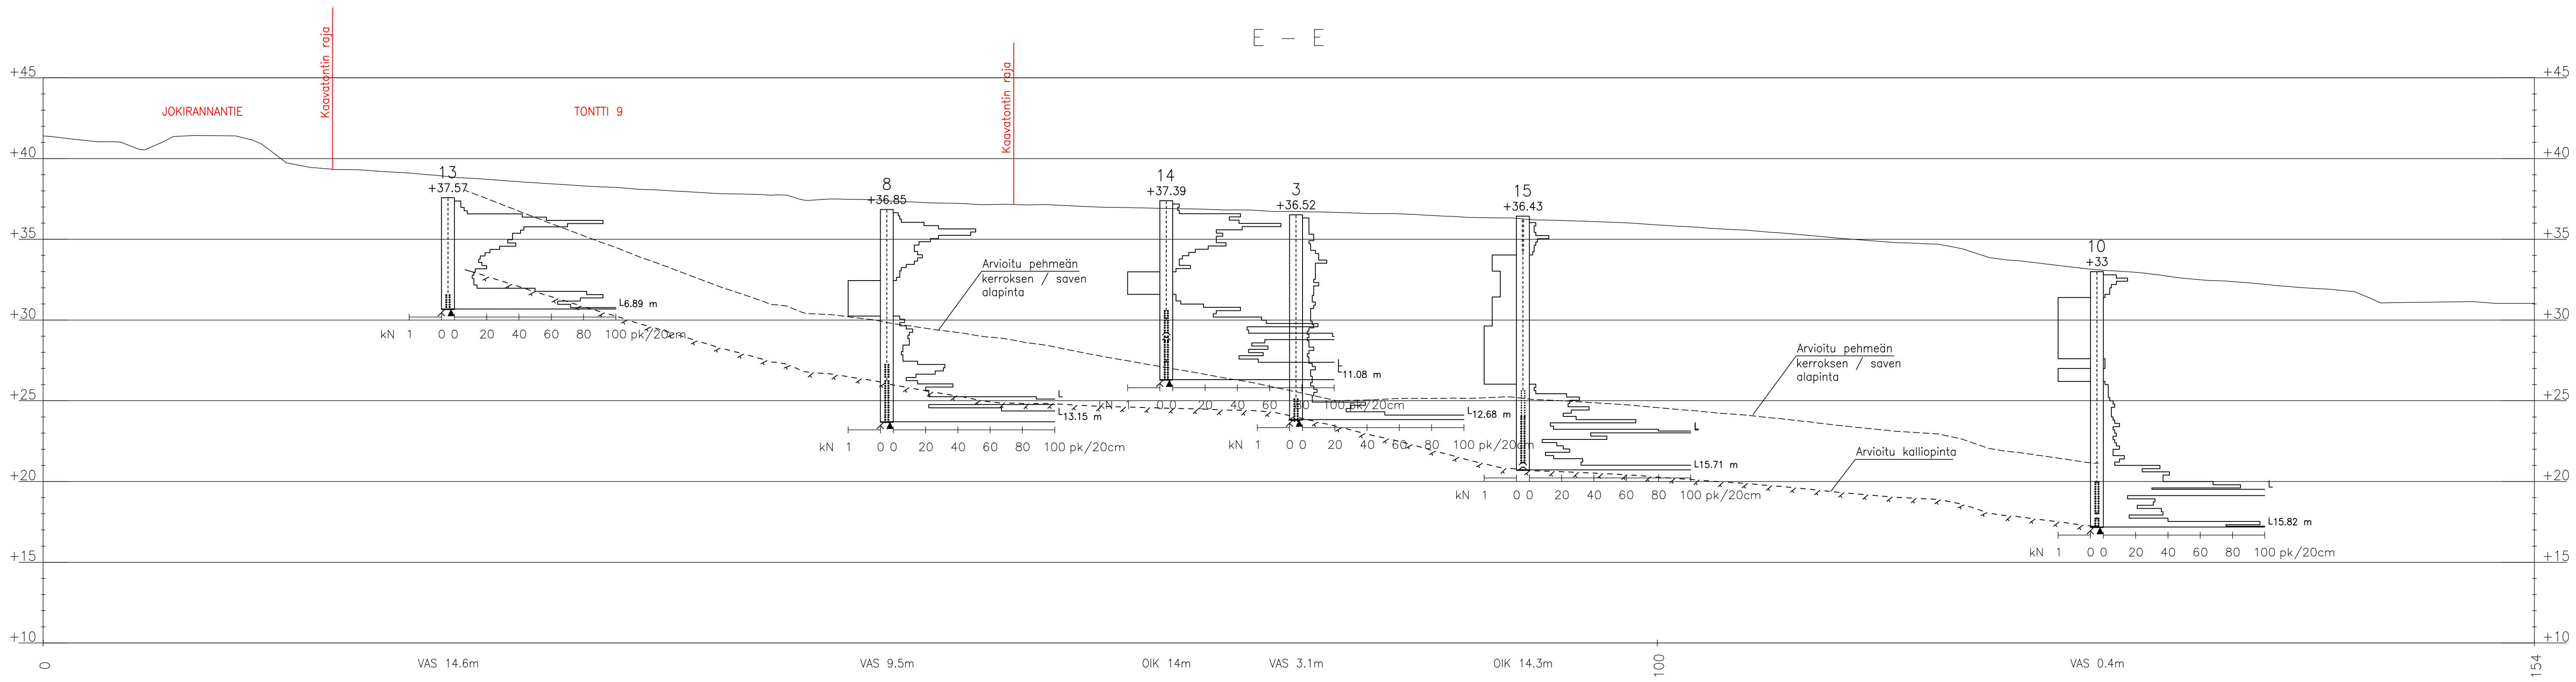 E – E
Kaavatontin raja
Kaavatontin raja
+45
+45
JOKIRANNANTIE
TONTTI 9
+40
+40
13
+37.57
8
+36.85
14
+37.39
3
+36.52
15
+36.43
10
+33
+35
+35
Arvioitu pehmeän
kerroksen / saven
alapinta
L6.89 m
+30
+30
kN 1 0 0 20 40 60 80 100 pk/20cm
Arvioitu pehmeän
kerroksen / saven
alapinta
L
L
11.08 m
+25
+25
kN 1 0 0 20 40 60 80 100 pk/20cm
L
L13.15 m
L12.68 m
L
kN 1 0 0 20 40 60 80 100 pk/20cm
kN 1 0 0 20 40 60 80 100 pk/20cm
Arvioitu kalliopinta
L15.71 m
+20
+20
kN 1 0 0 20 40 60 80 100 pk/20cm
L
L15.82 m
+15
+15
kN 1 0 0 20 40 60 80 100 pk/20cm
+10
+10
0
VAS 14.6m
VAS 9.5m
OIK 14m
VAS 3.1m
OIK 14.3m
100
VAS 0.4m
154